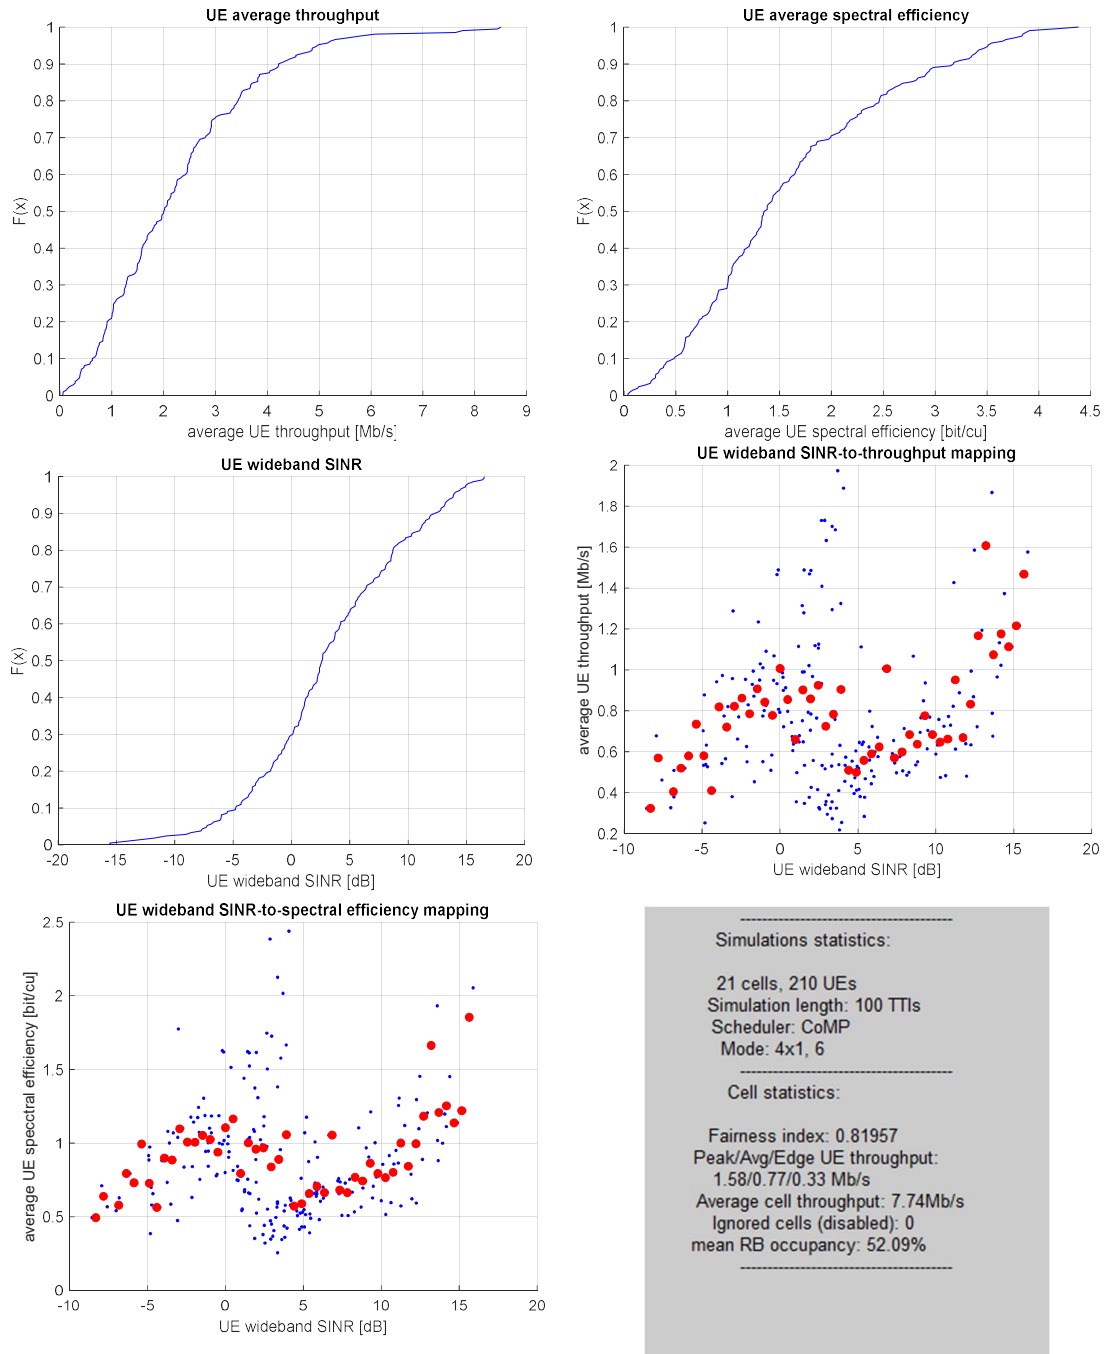 UE average throughput
1
0.9
0.8
0.7
0.6
0.5
0.4
0.3
0.2
0.1
0
F(x)
0 1 2 3 4 5 6 7 8 9
average UE throughput [Mb/s]
UE average spectral efficiency
1
0.9
0.8
0.7
0.6
0.5
0.4
0.3
0.2
0.1
0
F(x)
0 0.5 1 1.5 2 2.5 3 3.5 4 4.5
average UE spectral efficiency [bit/cu]
UE wideband SINR
1
0.9
0.8
0.7
0.6
0.5
0.4
0.3
0.2
0.1
0
F(x)
-20 -15 -10 -5 0 5 10 15 20
UE wideband SINR [dB]
UE wideband SINR-to-throughput mapping
2
1.8
1.6
1.4
1.2
1
0.8
0.6
0.4
0.2
average UE throughput [Mb/s]
-10 -5 0 5 10 15 20
UE wideband SINR [dB]
UE wideband SINR-to-spectral efficiency mapping
2.5
2
1.5
1
0.5
0
average UE specctral efficiency [bit/cu]
-10 -5 0 5 10 15 20
UE wideband SINR [dB]
---------------------------------------
Simulations statistics:
21 cells, 210 UEs
Simulation length: 100 TTIs
Scheduler: CoMP
Mode: 4x1, 6
---------------------------------------
Cell statistics:
Fairness index: 0.81957
Peak/Avg/Edge UE throughput:
1.58/0.77/0.33 Mb/s
Average cell throughput: 7.74Mb/s
Ignored cells (disabled): 0
mean RB occupancy: 52.09%
---------------------------------------